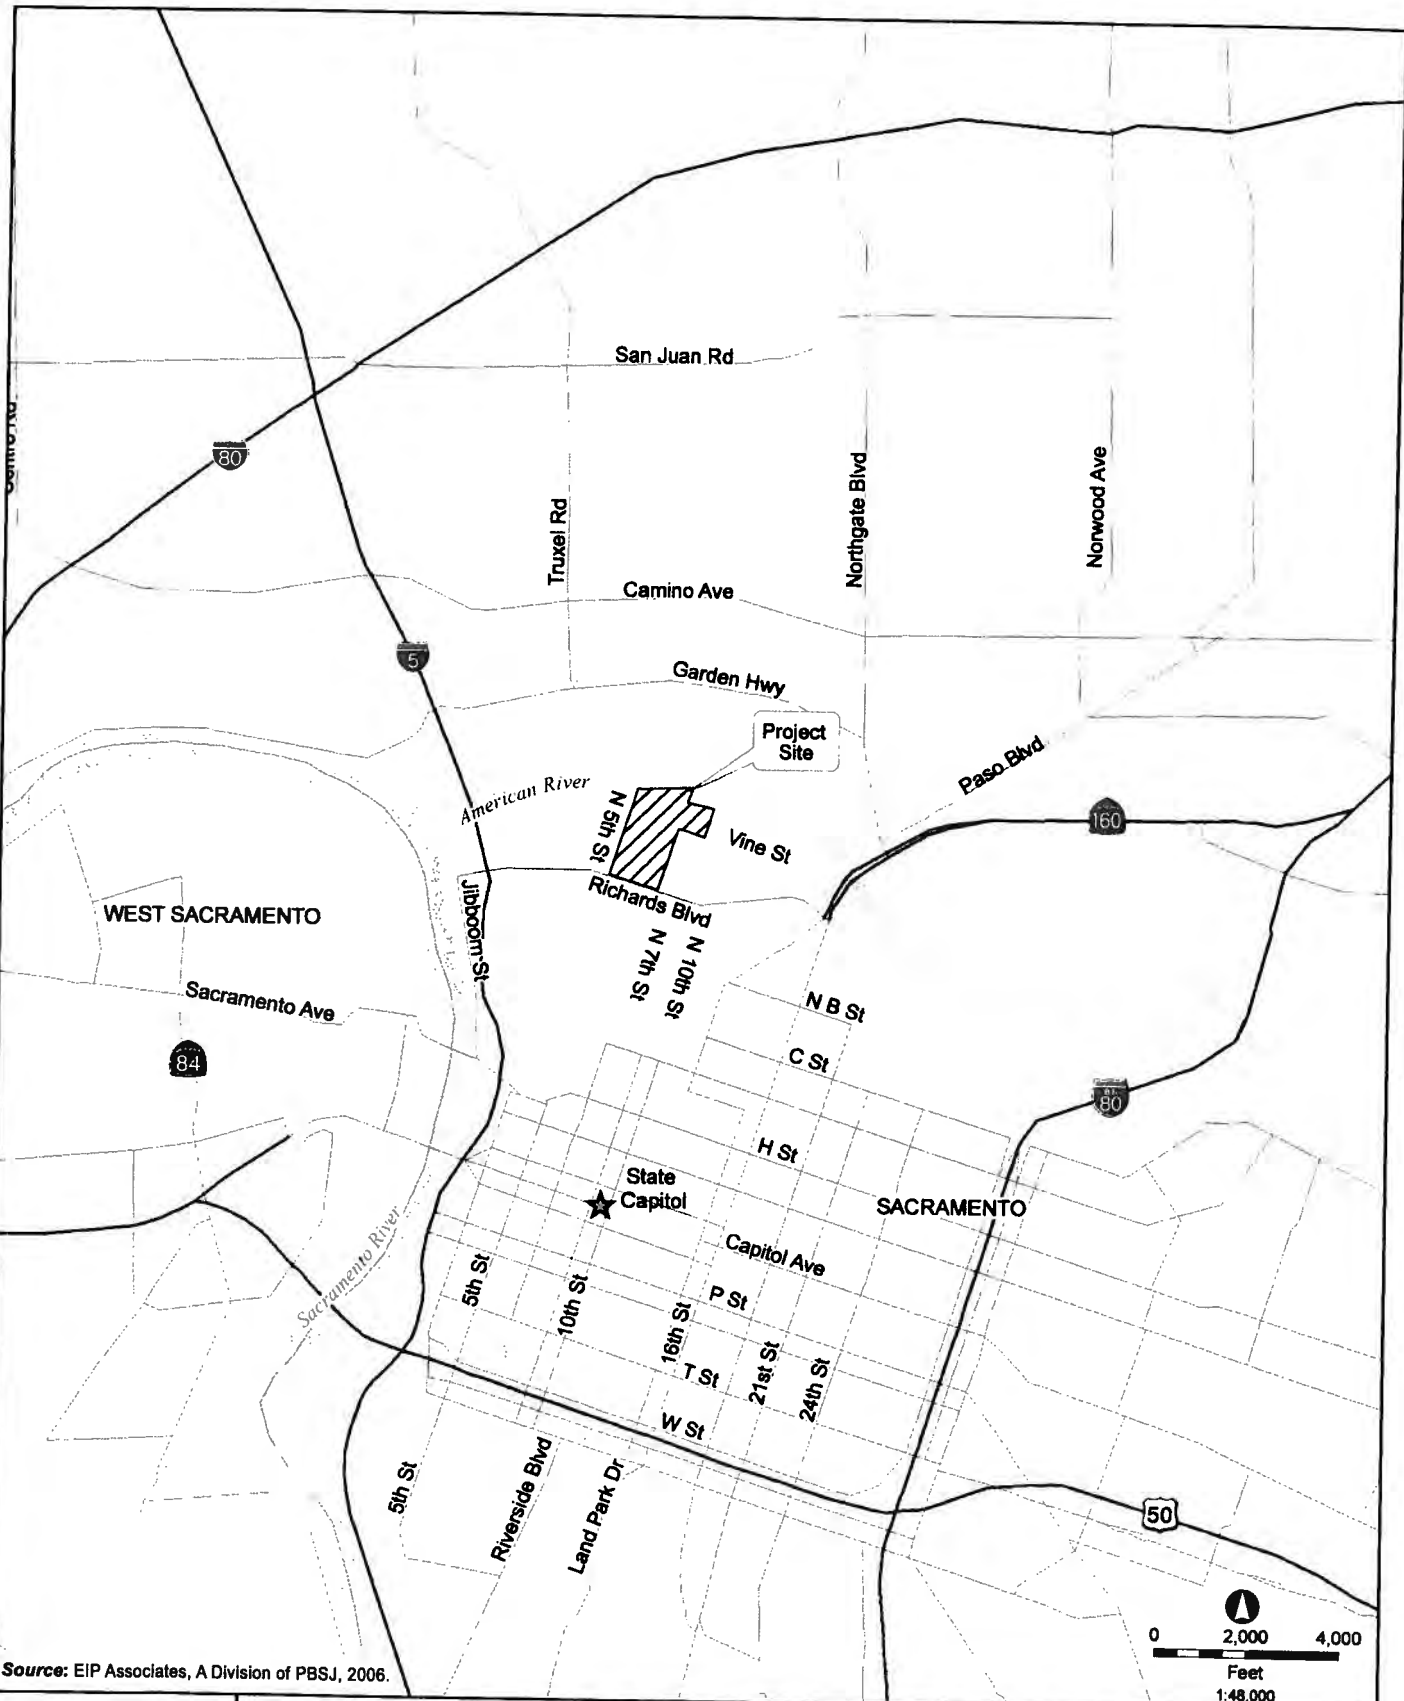 San Juan Rd
80
Truxel Rd
Northgate Blvd
Norwood Ave
Camino Ave
5
Garden Hwy
Project
Site
Paso Blvd
American River
N 5th St
Vine St
160
Richards Blvd
Jibboom St
WEST SACRAMENTO
N 7th St
N 10th St
Sacramento Ave
N B St
84
C St
80
H St
State
Capitol
SACRAMENTO
Sacramento River
Capitol Ave
5th St
10th St
P St
16th St
21st St
24th St
T St
W St
5th St
Riverside Blvd
Land Park Dr
50
0 2,000 4,000
Feet
1:48,000
Source: EIP Associates, A Division of PBSJ, 2006.